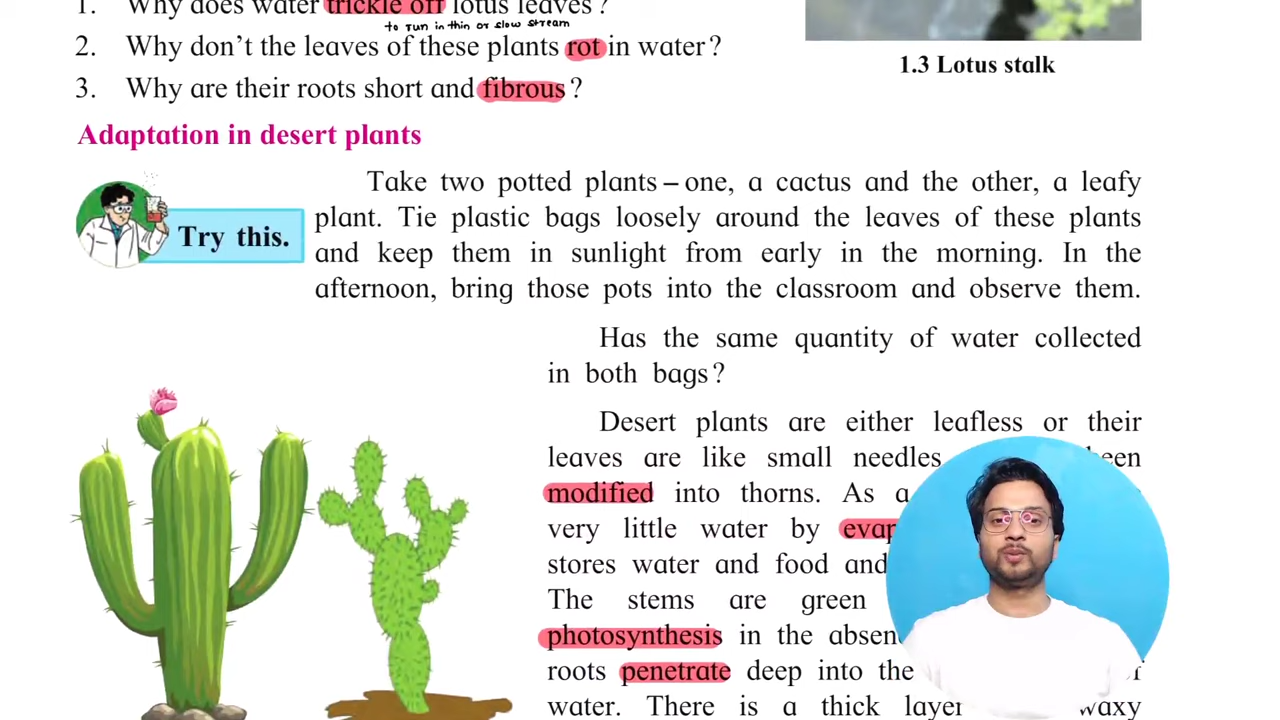 1. Why does water trickle off lotus leaves?
to run in thin or slow stream
2. Why don't the leaves of these plants rot in water?
3. Why are their roots short and fibrous?
1.3 Lotus stalk
Adaptation in desert plants
Try this.
Take two potted plants – one, a cactus and the other, a leafy
plant. Tie plastic bags loosely around the leaves of these plants
and keep them in sunlight from early in the morning. In the
afternoon, bring those pots into the classroom and observe them.
Has the same quantity of water collected
in both bags?
Desert plants are either leafless or their
leaves are like small needles
modified into thorns. As a
very little water by
stores water and food and
The stems are green
photosynthesis in the
roots penetrate deep into the
water. There is a thick layer waxy